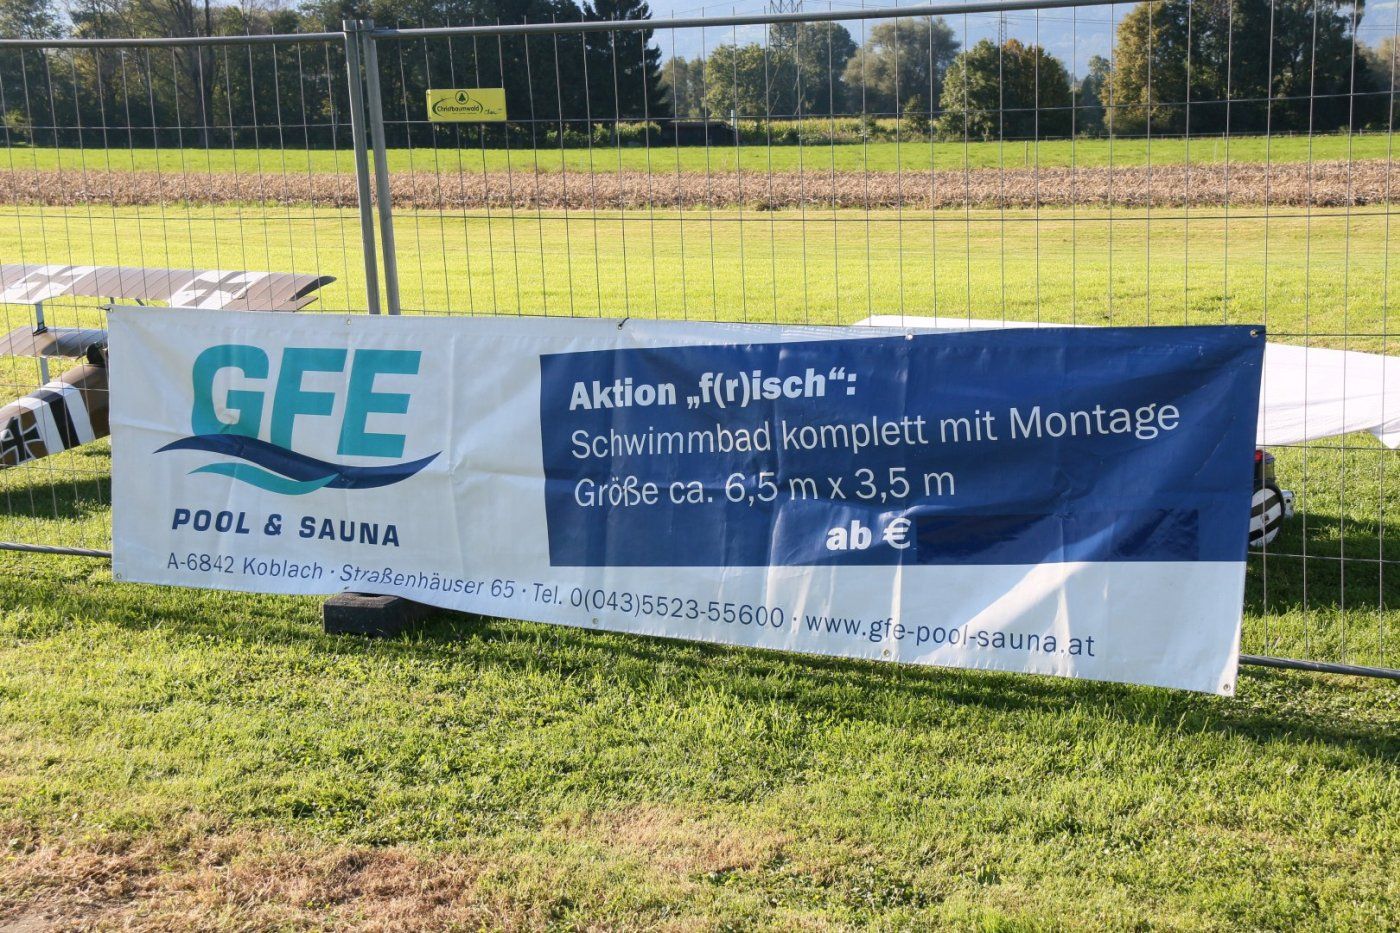 Christbaumwald
GFE
POOL & SAUNA
Aktion „f(r)isch“:
Schwimmbad komplett mit Montage
Größe ca. 6,5 m x 3,5 m
ab €
A-6842 Koblach · Straßenhäuser 65 · Tel. 0(043)5523-55600 · www.gfe-pool-sauna.at